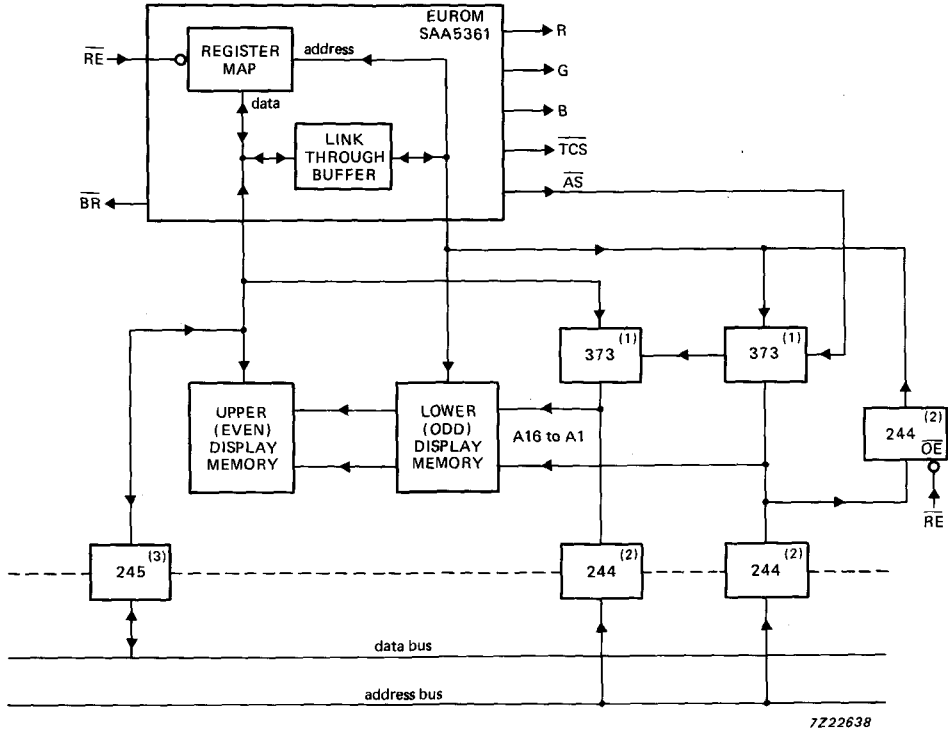 EUROM
SAA5361
R
RE
REGISTER
MAP
address
G
data
B
LINK
THROUGH
BUFFER
TCS
AS
BR
373
(1)
373
(1)
UPPER
(EVEN)
DISPLAY
MEMORY
LOWER
(ODD)
DISPLAY
MEMORY
A16 to A1
244
(2)
OE
RE
245
(3)
244
(2)
244
(2)
data bus
address bus
7Z22638